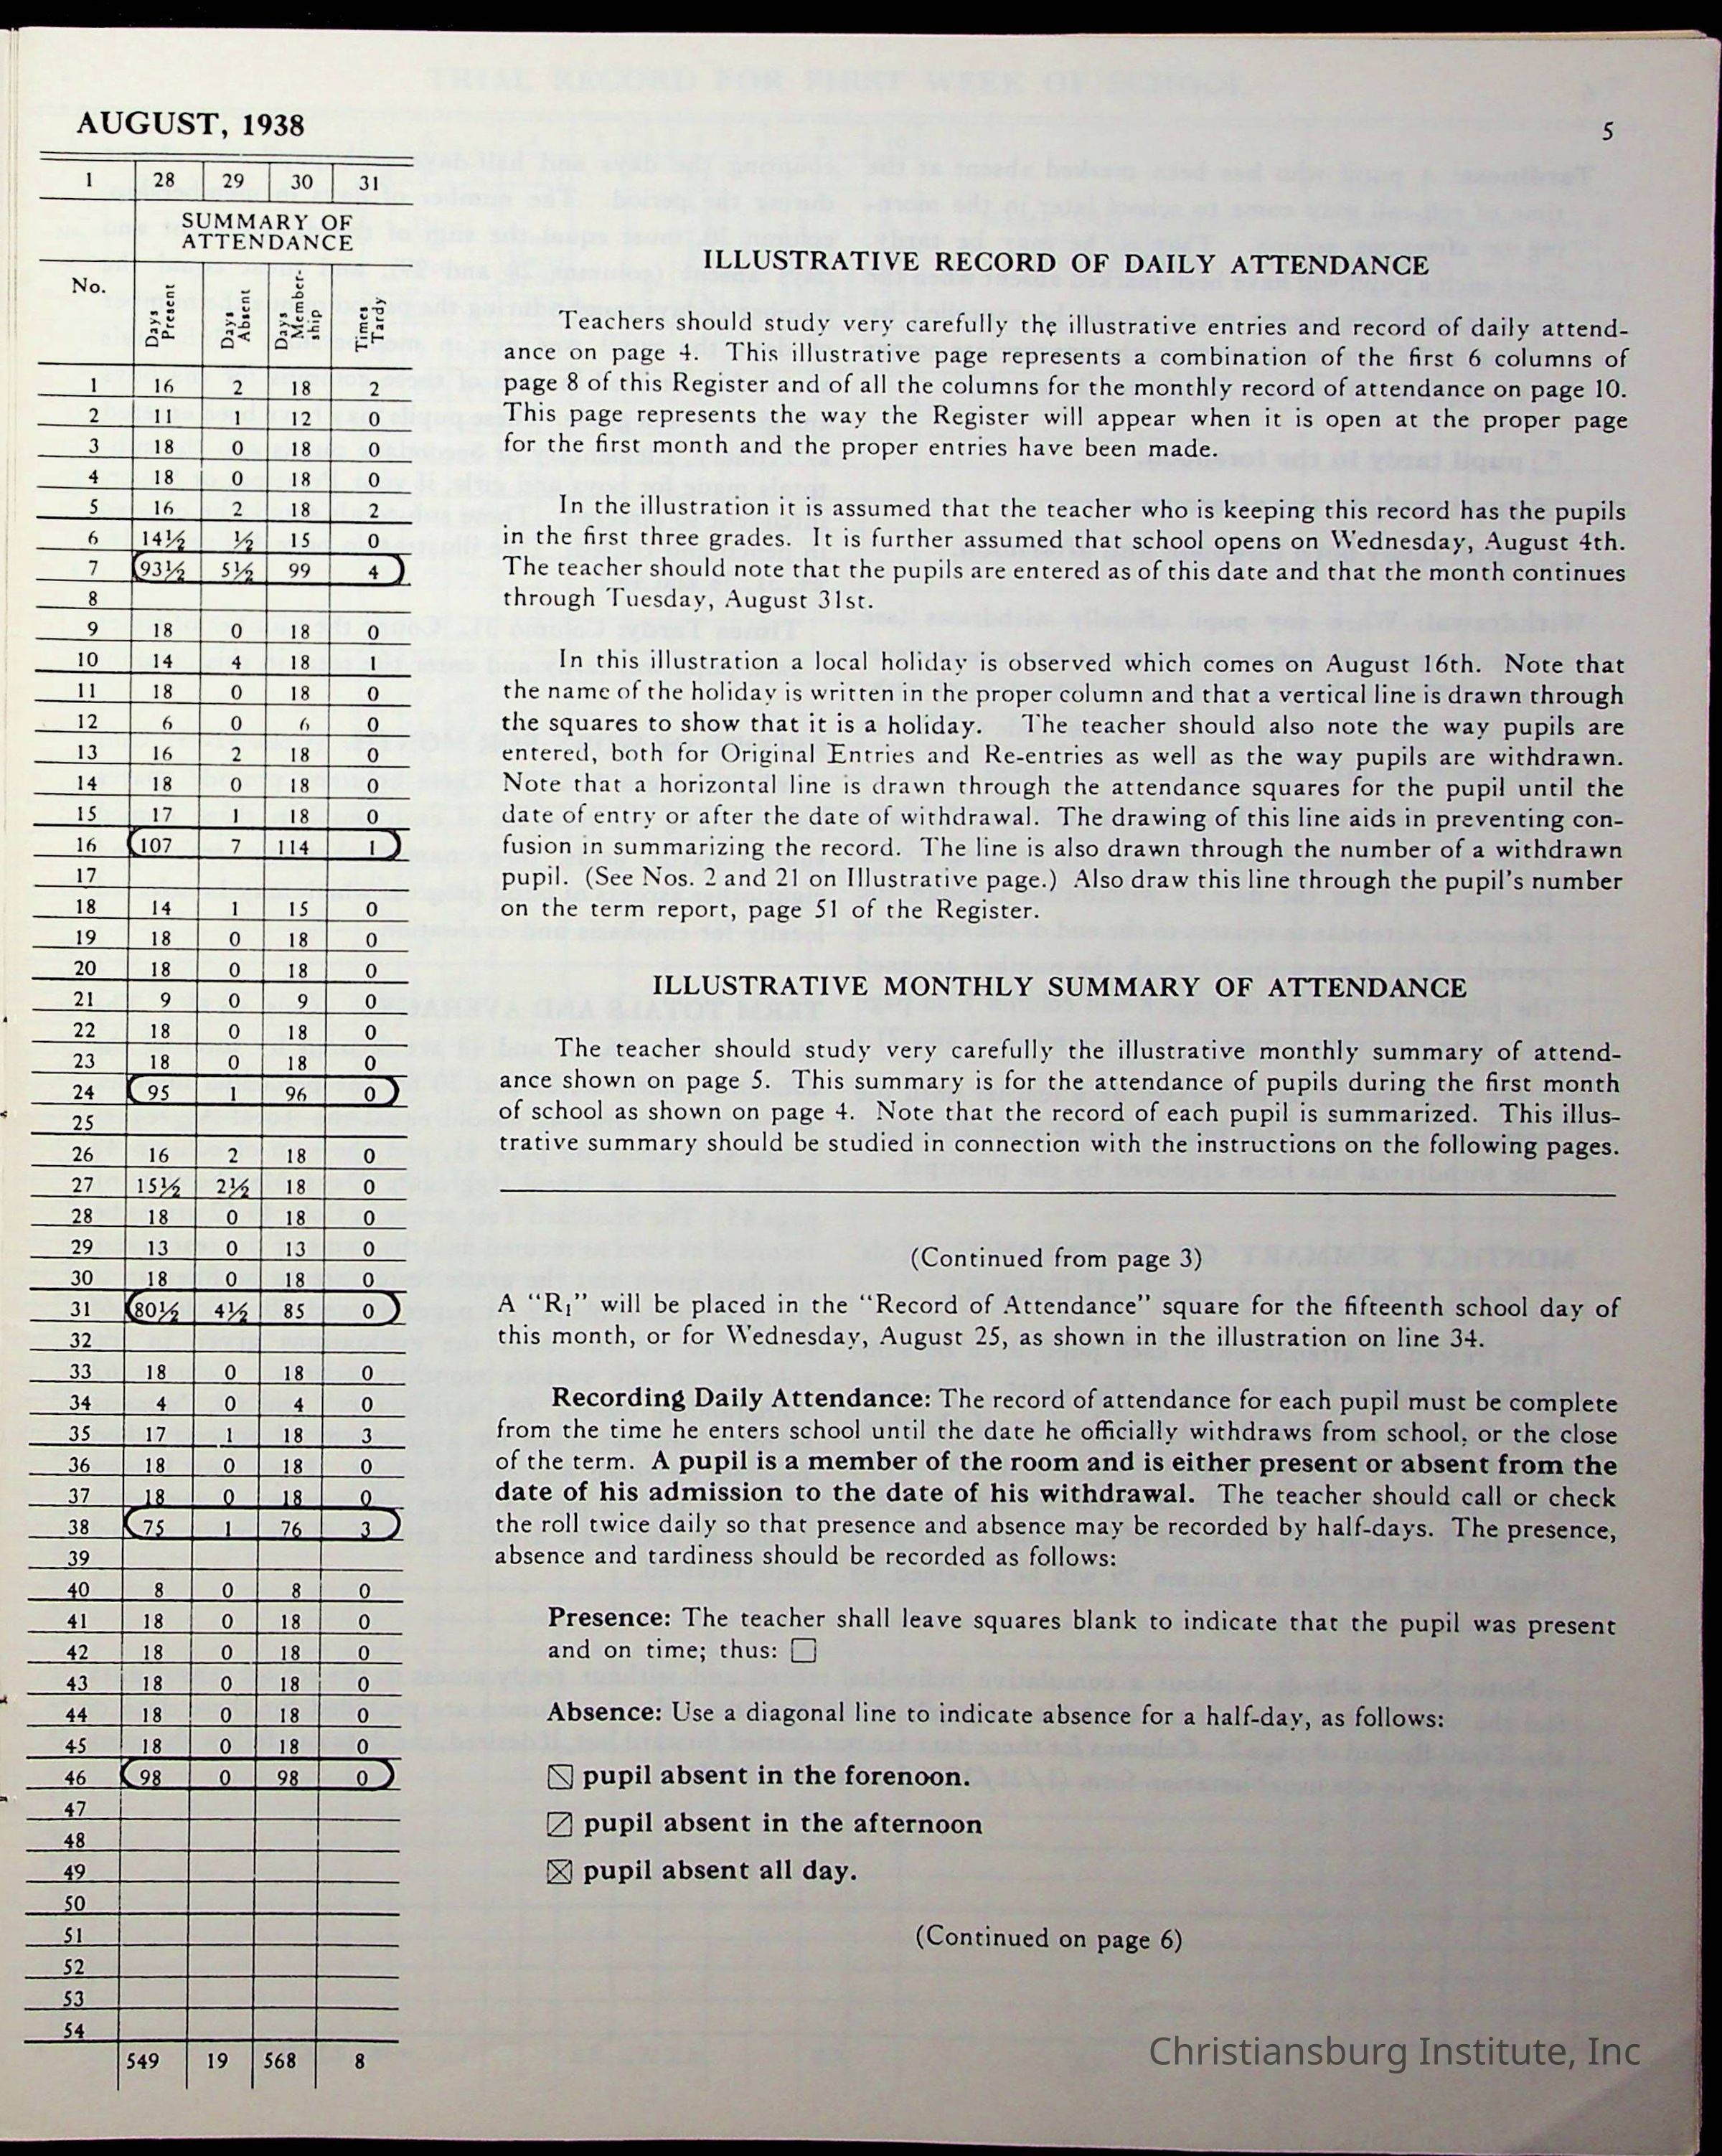 AUGUST, 1938
5
1 28 29 30 31
SUMMARY OF
ATTENDANCE
No. Days Present Days Absent Days Member-ship Times Tardy
1 16 2 18 2
2 11 1 12 0
3 18 0 18 0
4 18 0 18 0
5 16 2 18 2
6 14½ ½ 15 0
7 93½ 5½ 99 4
8
9 18 0 18 0
10 14 4 18 1
11 18 0 18 0
12 6 0 6 0
13 16 2 18 0
14 18 0 18 0
15 17 1 18 0
16 107 7 114 1
17
18 14 1 15 0
19 18 0 18 0
20 18 0 18 0
21 9 0 9 0
22 18 0 18 0
23 18 0 18 0
24 95 1 96 0
25
26 16 2 18 0
27 15½ 2½ 18 0
28 18 0 18 0
29 13 0 13 0
30 18 0 18 0
31 80½ 4½ 85 0
32
33 18 0 18 0
34 4 0 4 0
35 17 1 18 3
36 18 0 18 0
37 18 0 18 0
38 75 1 76 3
39
40 8 0 8 0
41 18 0 18 0
42 18 0 18 0
43 18 0 18 0
44 18 0 18 0
45 18 0 18 0
46 98 0 98 0
47
48
49
50
51
52
53
54
549 19 568 8
ILLUSTRATIVE RECORD OF DAILY ATTENDANCE
Teachers should study very carefully the illustrative entries and record of daily attend-
ance on page 4. This illustrative page represents a combination of the first 6 columns of
page 8 of this Register and of all the columns for the monthly record of attendance on page 10.
This page represents the way the Register will appear when it is open at the proper page
for the first month and the proper entries have been made.
In the illustration it is assumed that the teacher who is keeping this record has the pupils
in the first three grades. It is further assumed that school opens on Wednesday, August 4th.
The teacher should note that the pupils are entered as of this date and that the month continues
through Tuesday, August 31st.
In this illustration a local holiday is observed which comes on August 16th. Note that
the name of the holiday is written in the proper column and that a vertical line is drawn through
the squares to show that it is a holiday. The teacher should also note the way pupils are
entered, both for Original Entries and Re-entries as well as the way pupils are withdrawn.
Note that a horizontal line is drawn through the attendance squares for the pupil until the
date of entry or after the date of withdrawal. The drawing of this line aids in preventing con-
fusion in summarizing the record. The line is also drawn through the number of a withdrawn
pupil. (See Nos. 2 and 21 on Illustrative page.) Also draw this line through the pupil's number
on the term report, page 51 of the Register.
ILLUSTRATIVE MONTHLY SUMMARY OF ATTENDANCE
The teacher should study very carefully the illustrative monthly summary of attend-
ance shown on page 5. This summary is for the attendance of pupils during the first month
of school as shown on page 4. Note that the record of each pupil is summarized. This illus-
trative summary should be studied in connection with the instructions on the following pages.
(Continued from page 3)
A "R₁" will be placed in the "Record of Attendance" square for the fifteenth school day of
this month, or for Wednesday, August 25, as shown in the illustration on line 34.
Recording Daily Attendance: The record of attendance for each pupil must be complete
from the time he enters school until the date he officially withdraws from school, or the close
of the term. A pupil is a member of the room and is either present or absent from the
date of his admission to the date of his withdrawal. The teacher should call or check
the roll twice daily so that presence and absence may be recorded by half-days. The presence,
absence and tardiness should be recorded as follows:
Presence: The teacher shall leave squares blank to indicate that the pupil was present
and on time; thus:
Absence: Use a diagonal line to indicate absence for a half-day, as follows:
pupil absent in the forenoon.
pupil absent in the afternoon
pupil absent all day.
(Continued on page 6)
Christiansburg Institute, Inc